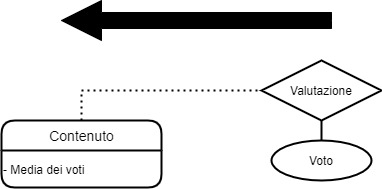 Valutazione
Contenuto
- Media dei voti
Voto